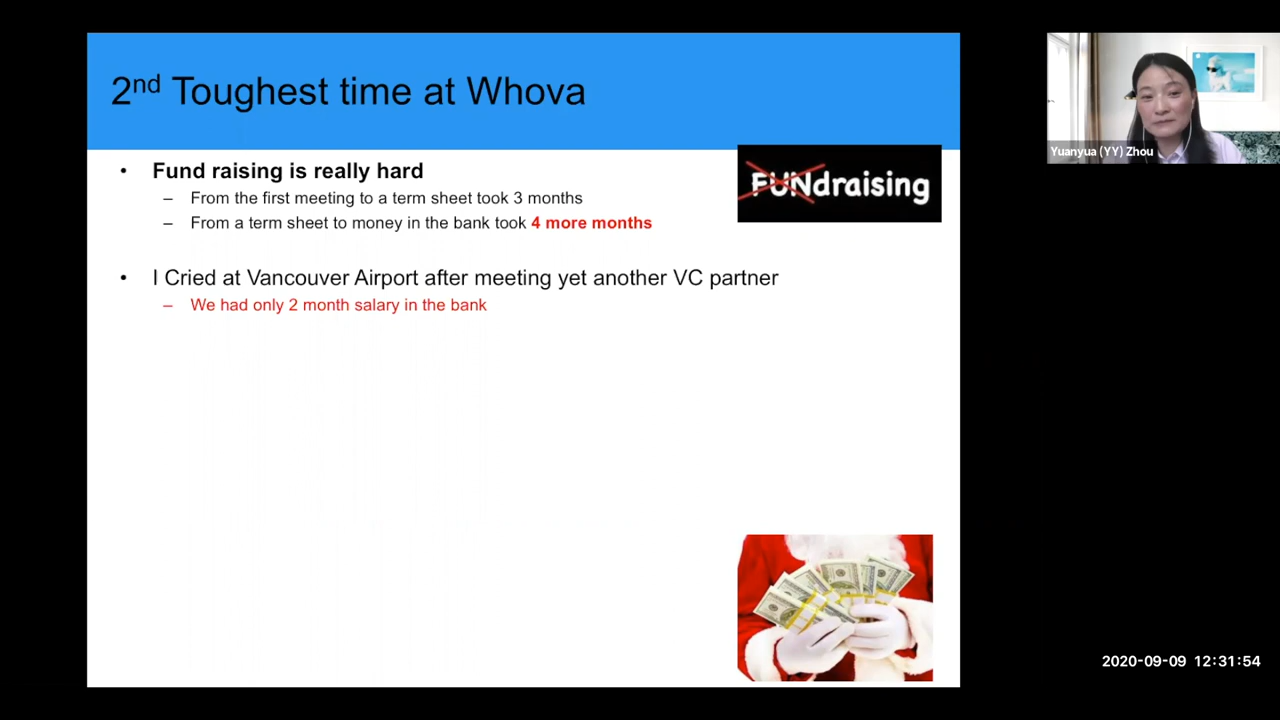 2nd Toughest time at Whova
• Fund raising is really hard
– From the first meeting to a term sheet took 3 months
– From a term sheet to money in the bank took 4 more months
• I Cried at Vancouver Airport after meeting yet another VC partner
– We had only 2 month salary in the bank
FUNdraising
Yuanyua (YY) Zhou
2020-09-09 12:31:54